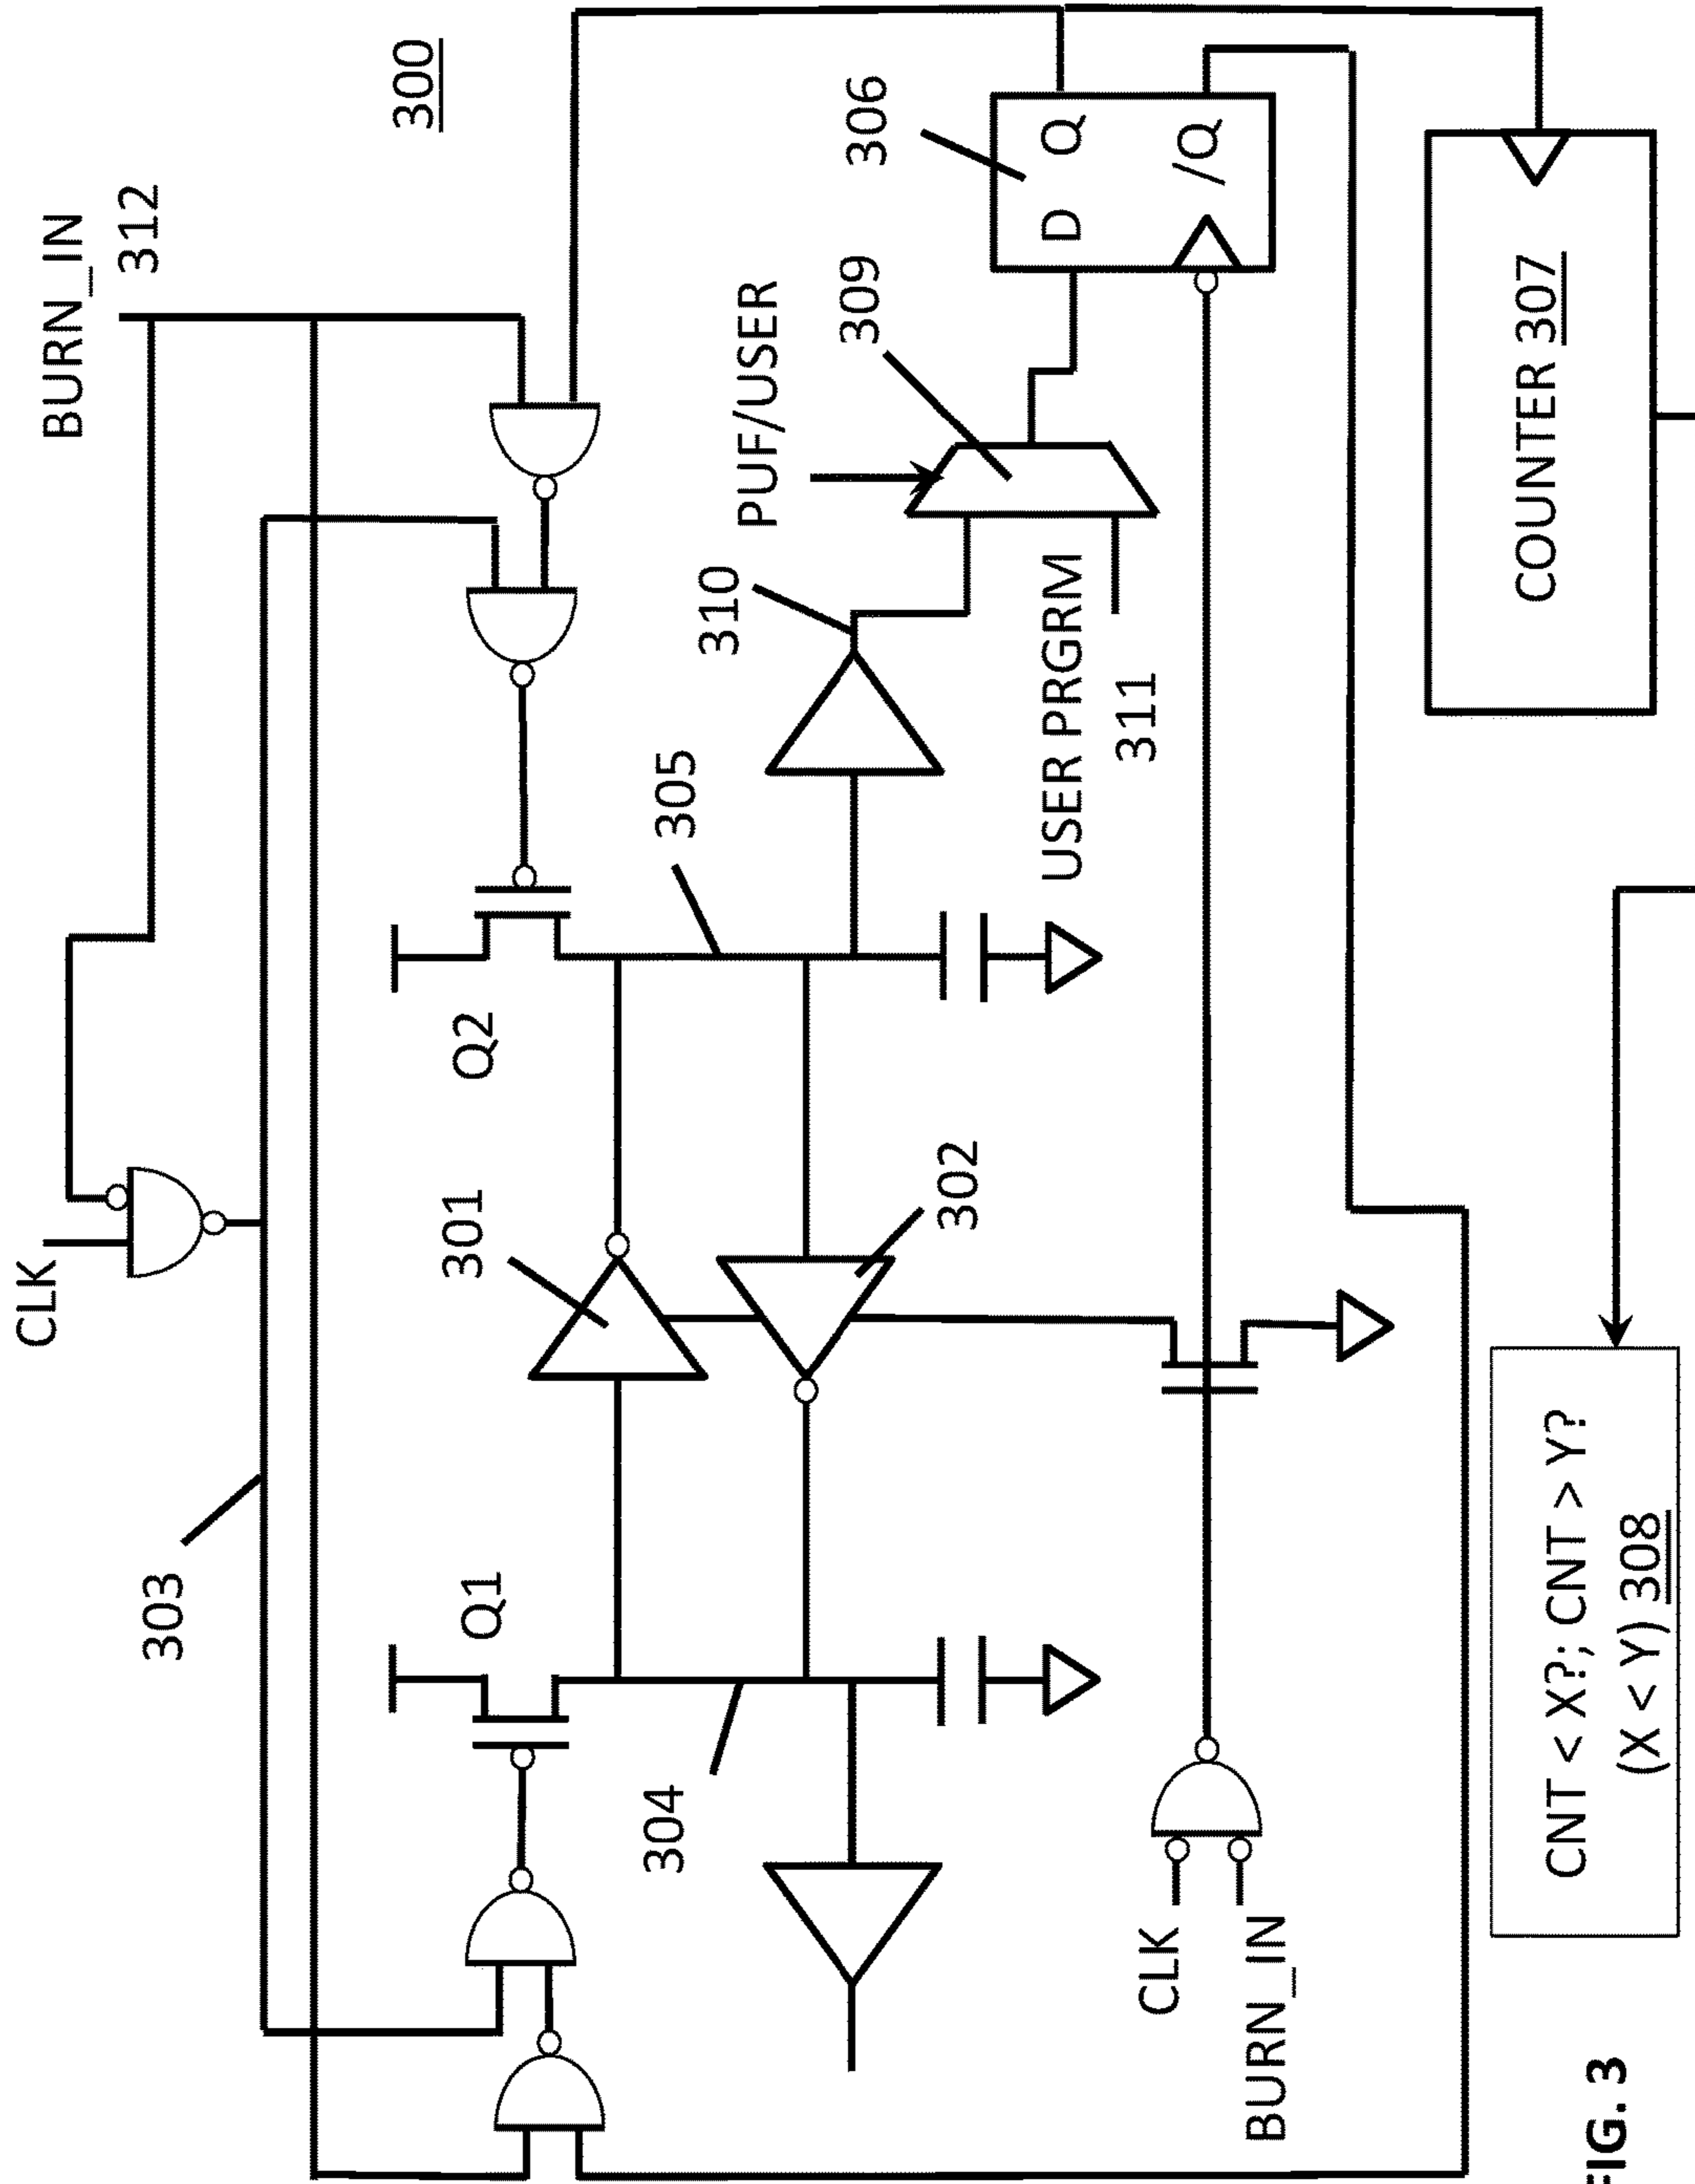 BURN_IN
312
300
CLK
303
Q1
Q2
301
302
304
305
310
PUF/USER
309
306
D Q
/Q
USER PRGRM
311
CLK
BURN_IN
COUNTER 307
CNT < X?; CNT > Y?
(X < Y) 308
FIG. 3